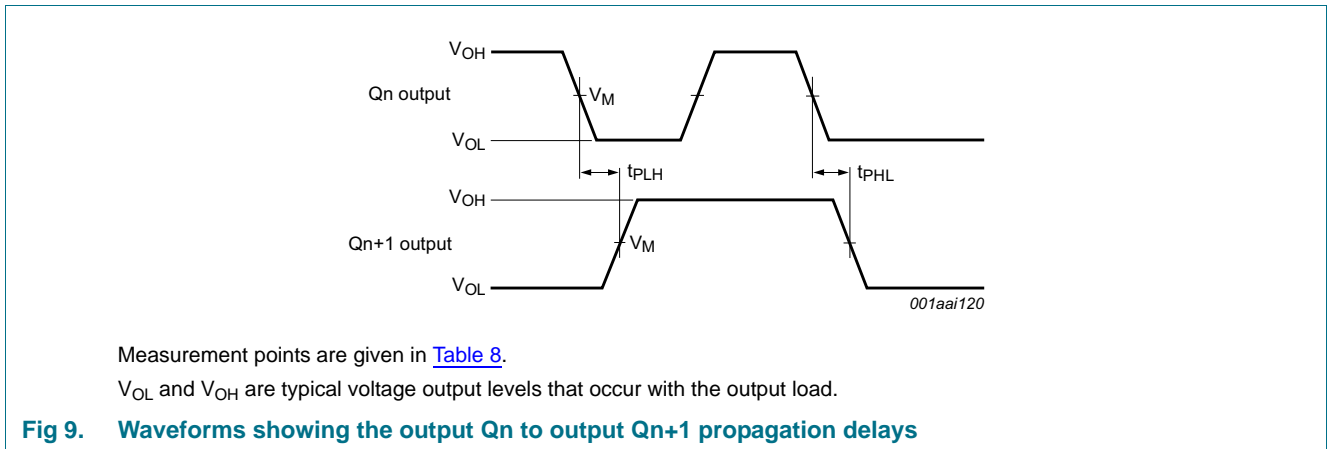 VOH
Qn output
VM
VOL
tPLH
tPHL
VOH
Qn+1 output
VM
VOL
001aai120
Measurement points are given in Table 8.
VOL and VOH are typical voltage output levels that occur with the output load.
Fig 9. Waveforms showing the output Qn to output Qn+1 propagation delays